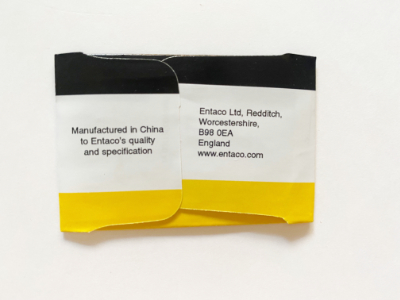 Manufactured in China
to Entaco's quality
and specification
Entaco Ltd, Redditch,
Worcestershire,
B98 0EA
England
www.entaco.com